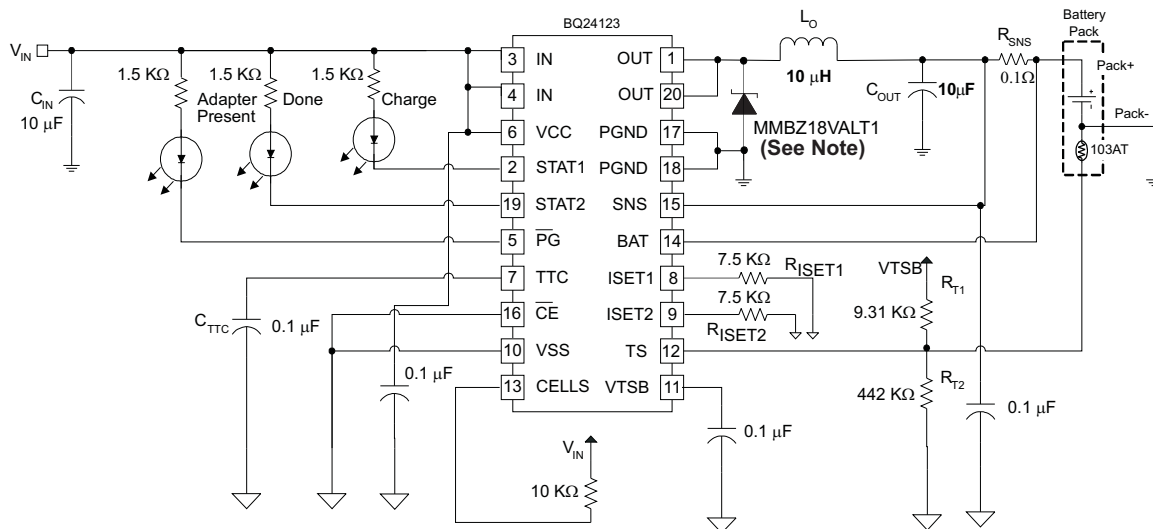 BQ24123
V_IN
C_IN
10 μF
1.5 KΩ
Adapter
Present
1.5 KΩ
Done
1.5 KΩ
Charge
3 IN
4 IN
6 VCC
2 STAT1
19 STAT2
5 P̅G̅
7 TTC
16 C̅E̅
10 VSS
13 CELLS
OUT 1
OUT 20
PGND 17
PGND 18
SNS 15
BAT 14
ISET1 8
ISET2 9
TS 12
VTSB 11
C_TTC
0.1 μF
0.1 μF
V_IN
10 KΩ
0.1 μF
L_O
10 μH
MMBZ18VALT1
(See Note)
C_OUT
10μF
R_SNS
0.1Ω
Battery
Pack
Pack+
+
Pack-
103AT
7.5 KΩ
R_ISET1
7.5 KΩ
R_ISET2
VTSB
R_T1
9.31 KΩ
R_T2
442 KΩ
0.1 μF